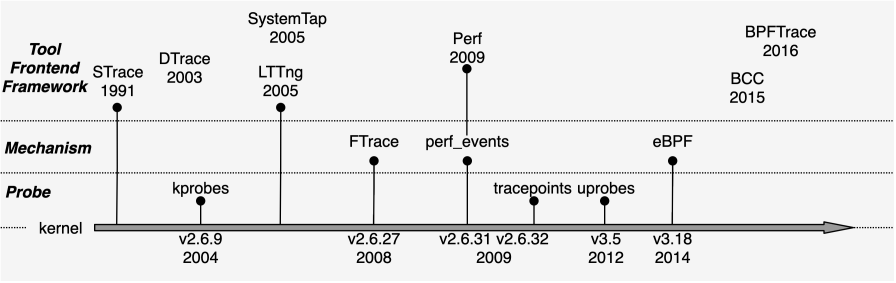 Tool
Frontend
Framework
STrace
1991
DTrace
2003
SystemTap
2005
LTTng
2005
Perf
2009
BPFTrace
2016
BCC
2015
Mechanism
FTrace
perf_events
eBPF
Probe
kprobes
tracepoints uprobes
kernel
v2.6.9
2004
v2.6.27
2008
v2.6.31 v2.6.32
2009
v3.5
2012
v3.18
2014